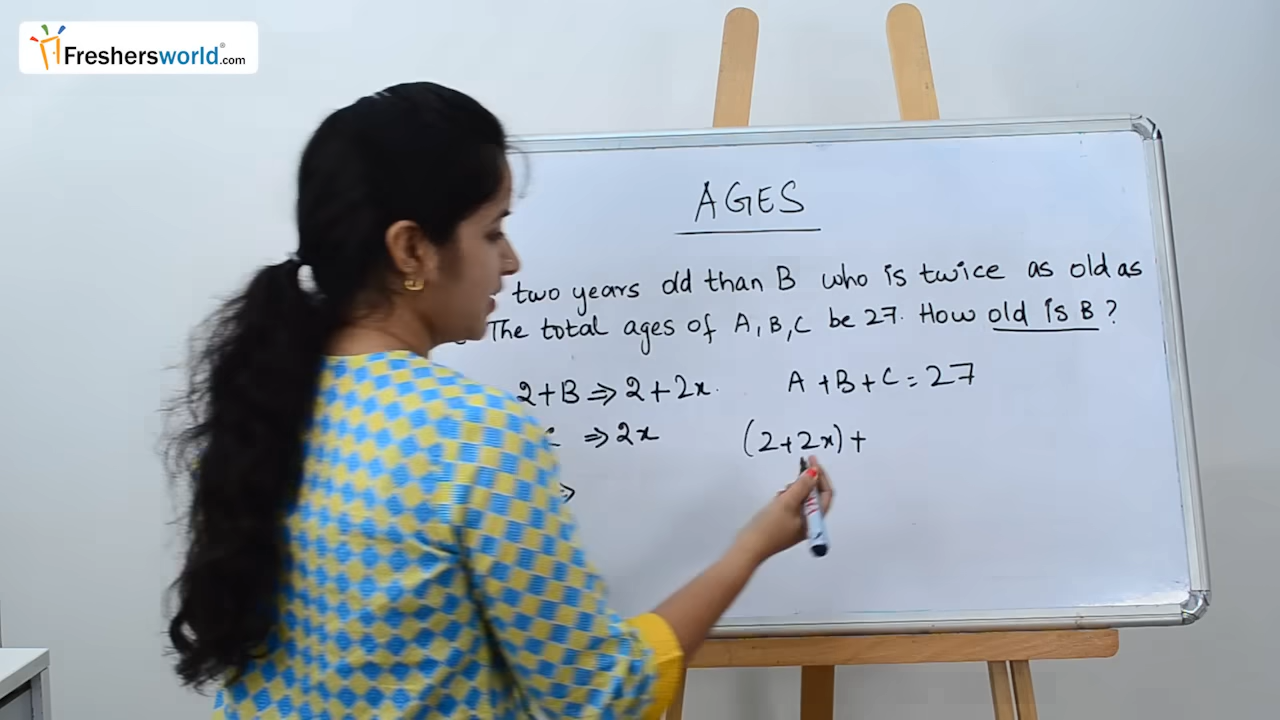 Freshersworld.com
AGES
two years old than B who is twice as old as
The total ages of A, B, C be 27. How old is B?
2+B ⇒ 2+2x. A+B+C=27
⇒ 2x (2+2x)+
⇒